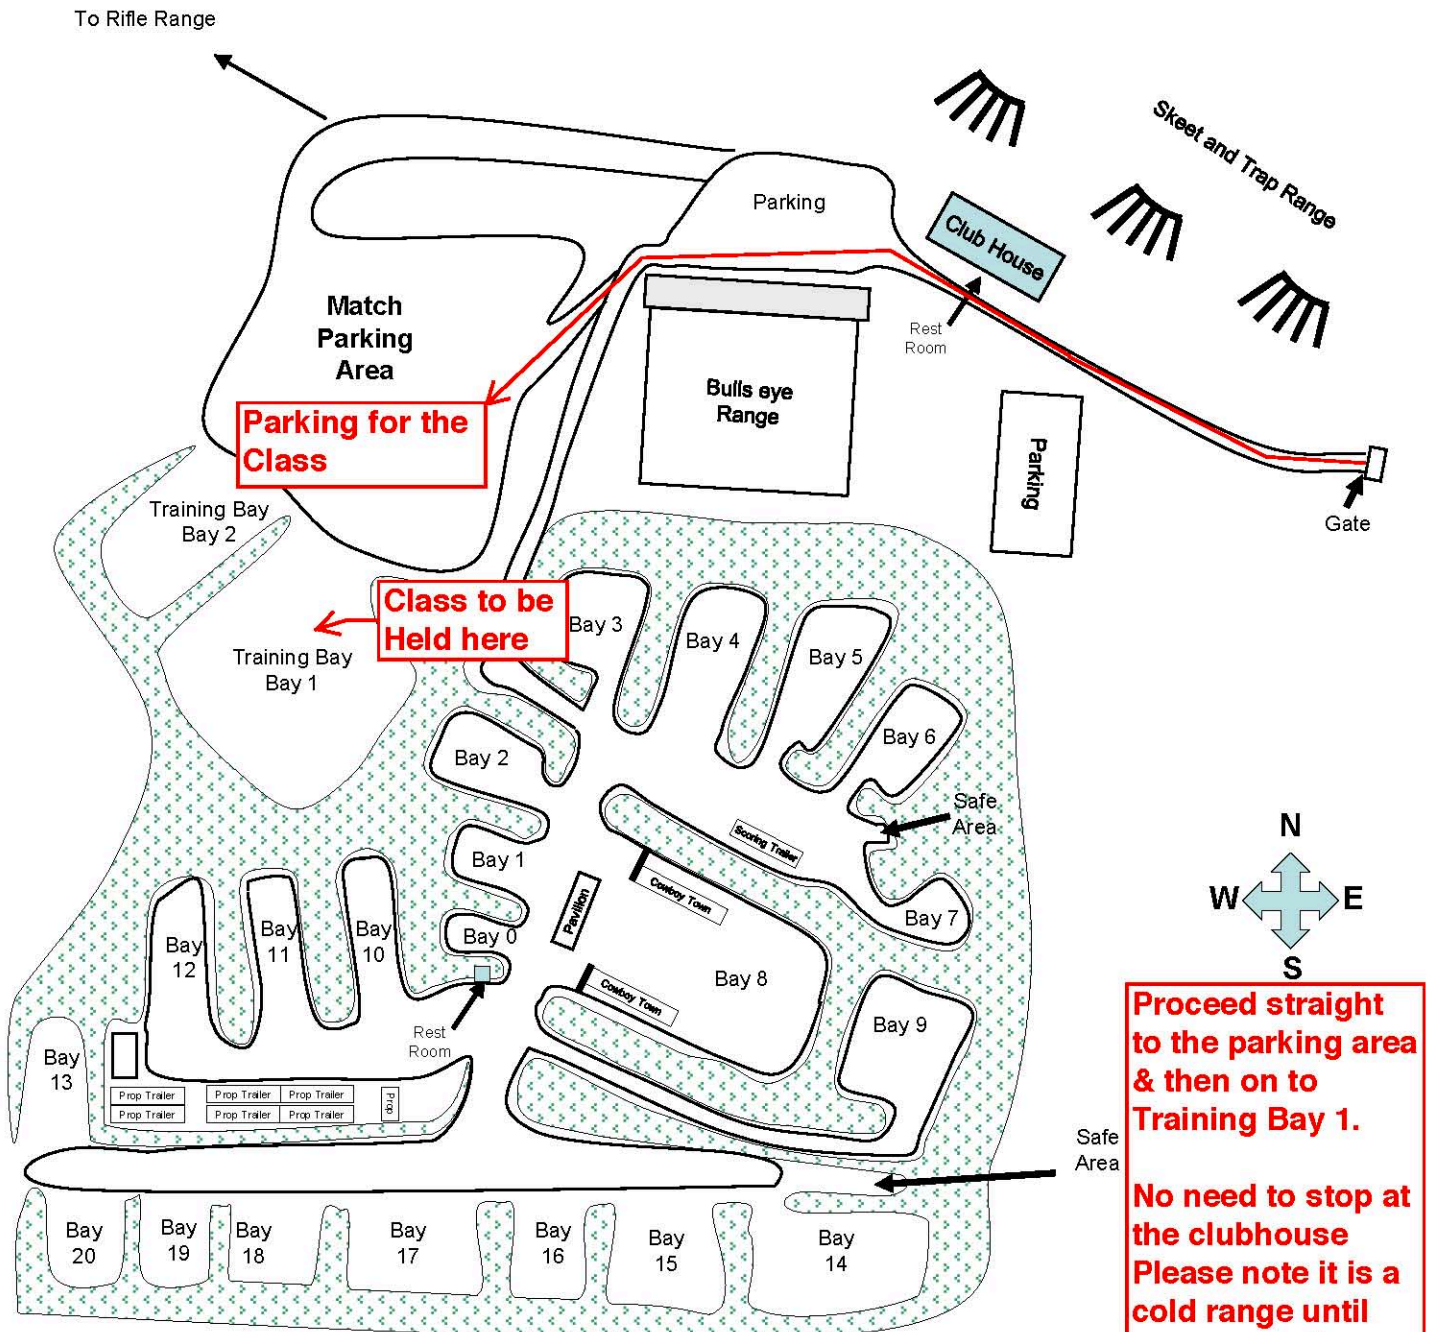 To Rifle Range
Skeet and Trap Range
Parking
Club House
Match
Parking
Area
Rest
Room
Bulls eye
Range
Parking
Gate
Parking for the
Class
Training Bay
Bay 2
Class to be
Held here
Training Bay
Bay 1
Bay 3
Bay 4
Bay 5
Bay 6
Bay 2
Safe
Area
Scoring Trailer
Bay 1
Cowboy Town
Pavilion
Bay 7
Bay 0
Bay
12
Bay
11
Bay
10
Bay 8
Cowboy Town
Bay 9
Rest
Room
N
W
E
S
Bay
13
Prop Trailer
Prop Trailer
Prop Trailer
Prop Trailer
Prop Trailer
Prop Trailer
Prop
Safe
Area
Proceed straight
to the parking area
& then on to
Training Bay 1.
No need to stop at
the clubhouse
Please note it is a
cold range until
Bay
20
Bay
19
Bay
18
Bay
17
Bay
16
Bay
15
Bay
14